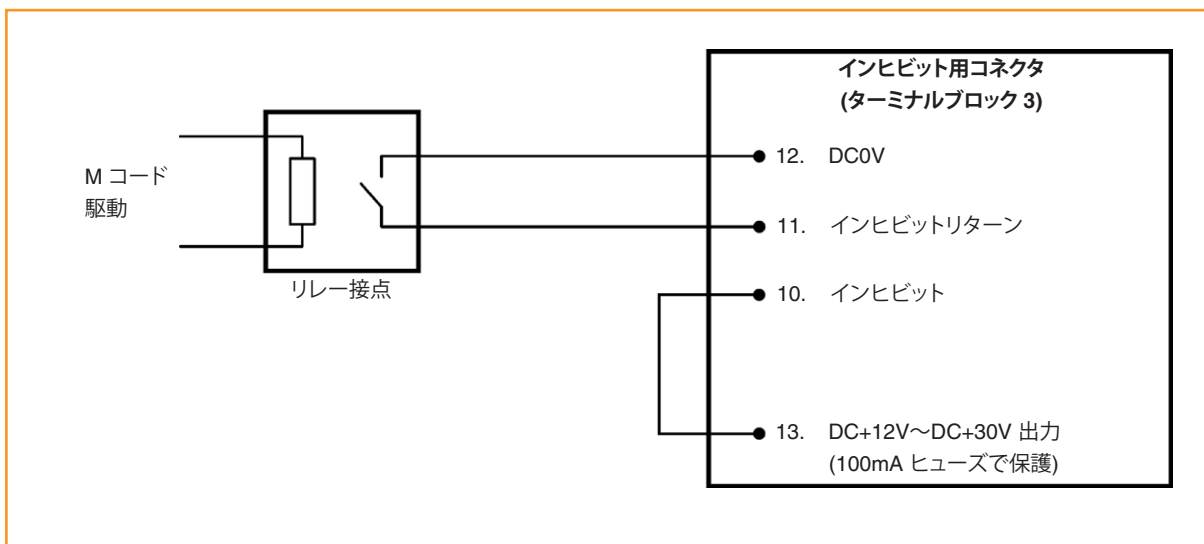 インヒビット用コネクタ
(ターミナルブロック 3)
M コード
駆動
リレー接点
12. DC0V
11. インヒビットリターン
10. インヒビット
13. DC+12V〜DC+30V 出力
(100mA ヒューズで保護)